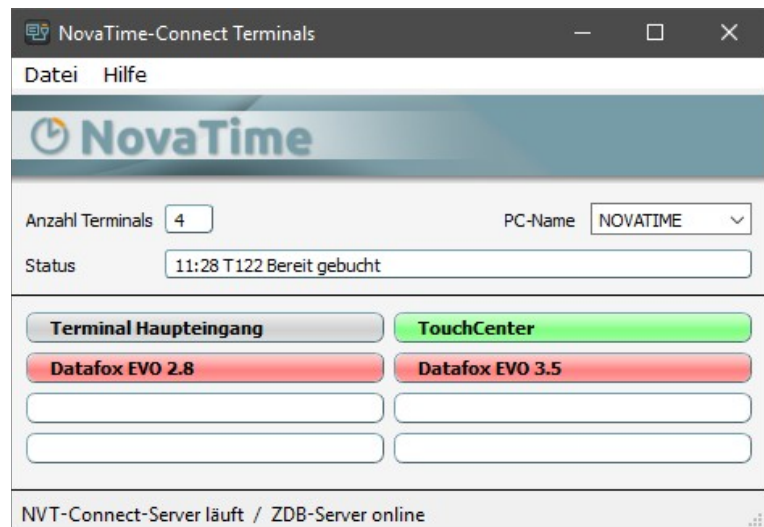 NovaTime-Connect Terminals
Datei Hilfe
NovaTime
Anzahl Terminals 4 PC-Name NOVATIME
Status 11:28 T122 Bereit gebucht
Terminal Haupteingang TouchCenter
Datafox EVO 2.8 Datafox EVO 3.5
NVT-Connect-Server läuft / ZDB-Server online